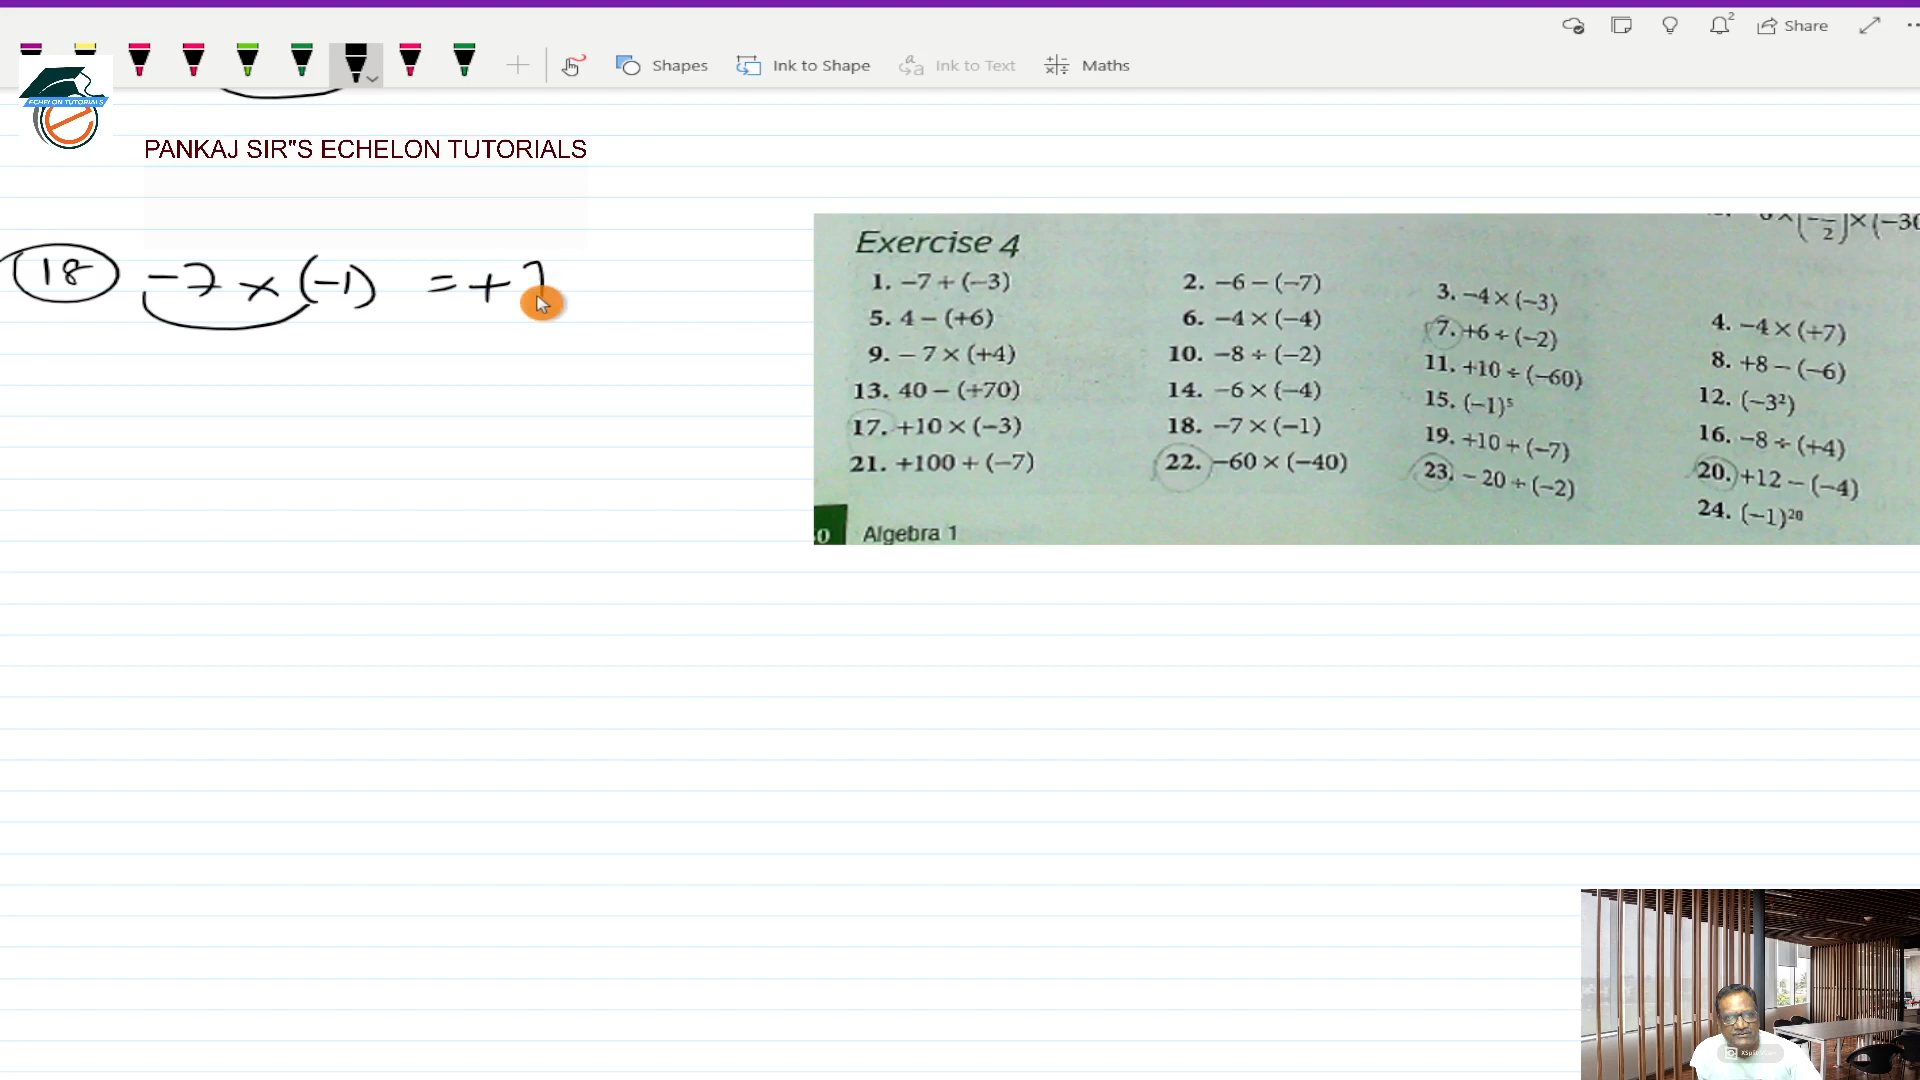 2
Share
Shapes
Ink to Shape
Ink to Text
Maths
ECHELON TUTORIALS
PANKAJ SIR"S ECHELON TUTORIALS
18 -7 × (-1) = +7
Exercise 4
1. -7 + (-3) 2. -6 - (-7) 3. -4 × (-3) 4. -4 × (+7)
5. 4 - (+6) 6. -4 × (-4) 7. +6 ÷ (-2) 8. +8 - (-6)
9. - 7 × (+4) 10. -8 ÷ (-2) 11. +10 ÷ (-60) 12. (-3²)
13. 40 - (+70) 14. -6 × (-4) 15. (-1)⁵ 16. -8 ÷ (+4)
17. +10 × (-3) 18. -7 × (-1) 19. +10 + (-7) 20. +12 - (-4)
21. +100 + (-7) 22. -60 × (-40) 23. - 20 ÷ (-2) 24. (-1)²⁰
Algebra 1